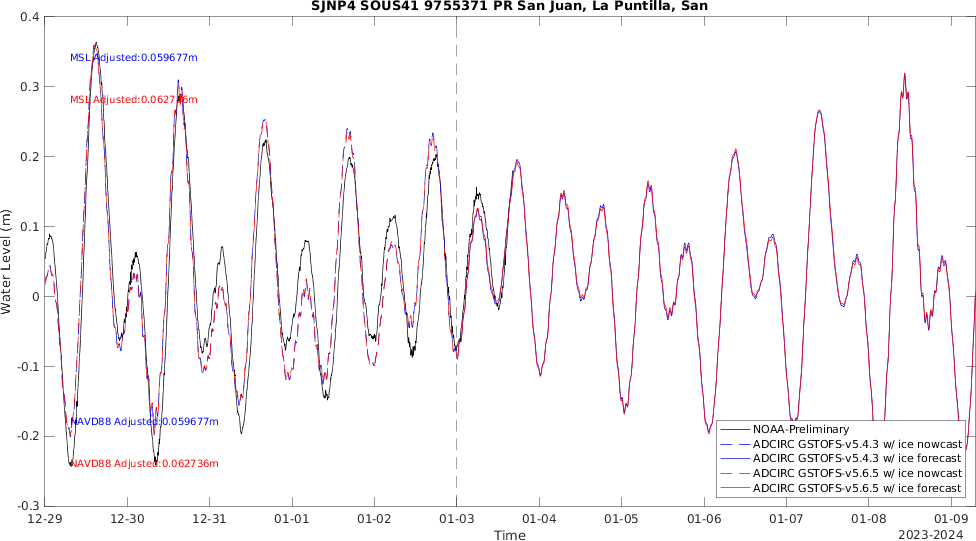 SJNP4 SOUS41 9755371 PR San Juan, La Puntilla, San
0.4
0.3
0.2
0.1
0
-0.1
-0.2
-0.3
Water Level (m)
MSL Adjusted:0.059677m
MSL Adjusted:0.062736m
NAVD88 Adjusted:0.059677m
NAVD88 Adjusted:0.062736m
NOAA-Preliminary
ADCIRC GSTOFS-v5.4.3 w/ ice nowcast
ADCIRC GSTOFS-v5.4.3 w/ ice forecast
ADCIRC GSTOFS-v5.6.5 w/ ice nowcast
ADCIRC GSTOFS-v5.6.5 w/ ice forecast
12-29 12-30 12-31 01-01 01-02 01-03 01-04 01-05 01-06 01-07 01-08 01-09
Time
2023-2024